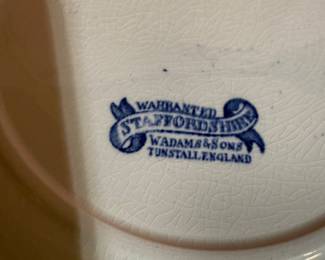 WARRANTED
STAFFORDSHIRE
W.ADAMS & SONS
TUNSTALL.ENGLAND